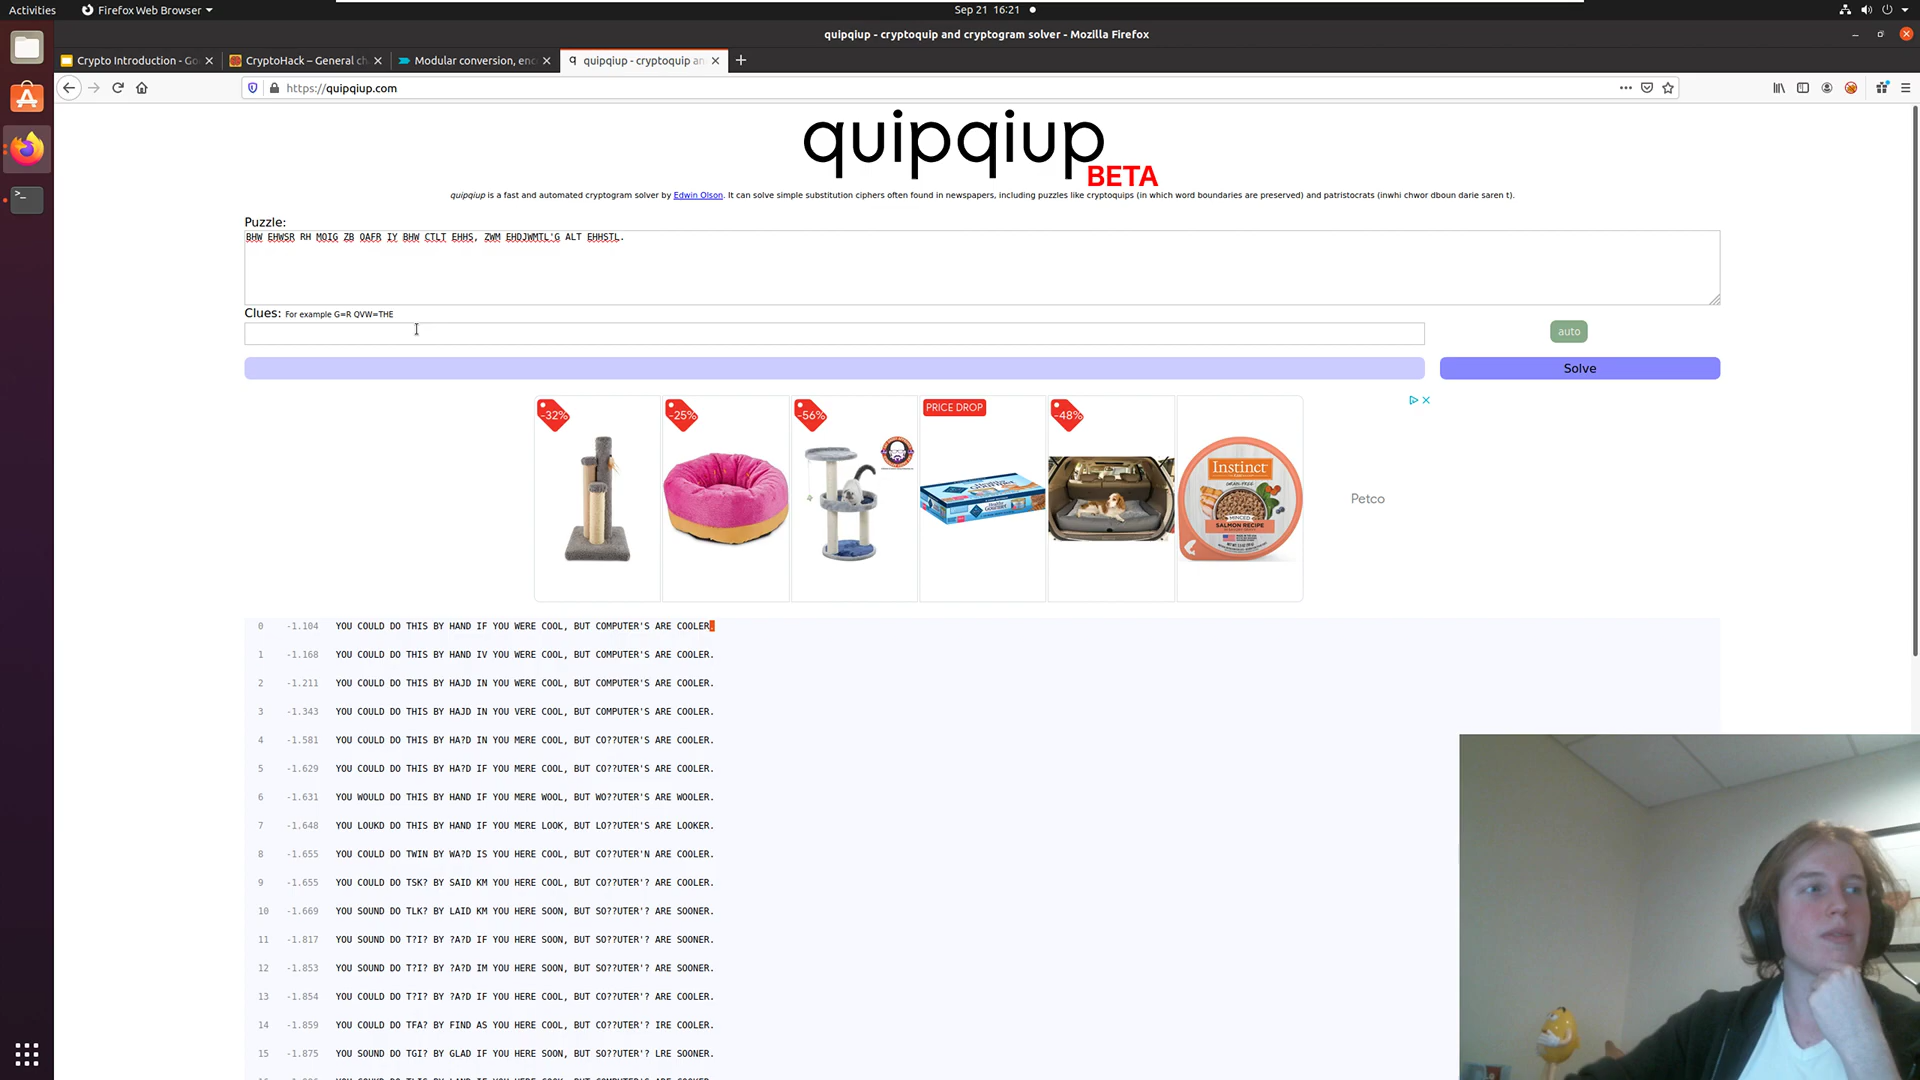 Activities
Firefox Web Browser
Sep 21 16:21
quipqiup - cryptoquip and cryptogram solver - Mozilla Firefox
Crypto Introduction - Go
CryptoHack – General ch
Modular conversion, enc
quipqiup - cryptoquip an
https://quipqiup.com
quipqiup
BETA
quipqiup is a fast and automated cryptogram solver by Edwin Olson. It can solve simple substitution ciphers often found in newspapers, including puzzles like cryptoquips (in which word boundaries are preserved) and patristocrats (inwhi chwor dboun darie saren t).
Puzzle:
BHW EHWSR RH MOIG ZB OAFR IY BHW CTLT EHHS, ZWM EHDJWMTL'G ALT EHHSTL.
Clues: For example G=R QVW=THE
auto
Solve
-32%
-25%
-56%
PRICE DROP
-48%
Instinct
SALMON RECIPE
Petco
0 -1.104 YOU COULD DO THIS BY HAND IF YOU WERE COOL, BUT COMPUTER'S ARE COOLER.
1 -1.168 YOU COULD DO THIS BY HAND IV YOU WERE COOL, BUT COMPUTER'S ARE COOLER.
2 -1.211 YOU COULD DO THIS BY HAJD IN YOU WERE COOL, BUT COMPUTER'S ARE COOLER.
3 -1.343 YOU COULD DO THIS BY HAJD IN YOU VERE COOL, BUT COMPUTER'S ARE COOLER.
4 -1.581 YOU COULD DO THIS BY HA?D IN YOU MERE COOL, BUT CO??UTER'S ARE COOLER.
5 -1.629 YOU COULD DO THIS BY HA?D IF YOU MERE COOL, BUT CO??UTER'S ARE COOLER.
6 -1.631 YOU WOULD DO THIS BY HAND IF YOU MERE WOOL, BUT WO??UTER'S ARE WOOLER.
7 -1.648 YOU LOUKD DO THIS BY HAND IF YOU MERE LOOK, BUT LO??UTER'S ARE LOOKER.
8 -1.655 YOU COULD DO TWIN BY WA?D IS YOU HERE COOL, BUT CO??UTER'N ARE COOLER.
9 -1.655 YOU COULD DO TSK? BY SAID KM YOU HERE COOL, BUT CO??UTER'? ARE COOLER.
10 -1.669 YOU SOUND DO TLK? BY LAID KM YOU HERE SOON, BUT SO??UTER'? ARE SOONER.
11 -1.817 YOU SOUND DO T?I? BY ?A?D IF YOU HERE SOON, BUT SO??UTER'? ARE SOONER.
12 -1.853 YOU SOUND DO T?I? BY ?A?D IM YOU HERE SOON, BUT SO??UTER'? ARE SOONER.
13 -1.854 YOU COULD DO T?I? BY ?A?D IF YOU HERE COOL, BUT CO??UTER'? ARE COOLER.
14 -1.859 YOU COULD DO TFA? BY FIND AS YOU HERE COOL, BUT CO??UTER'? IRE COOLER.
15 -1.875 YOU SOUND DO TGI? BY GLAD IF YOU HERE SOON, BUT SO??UTER'? LRE SOONER.